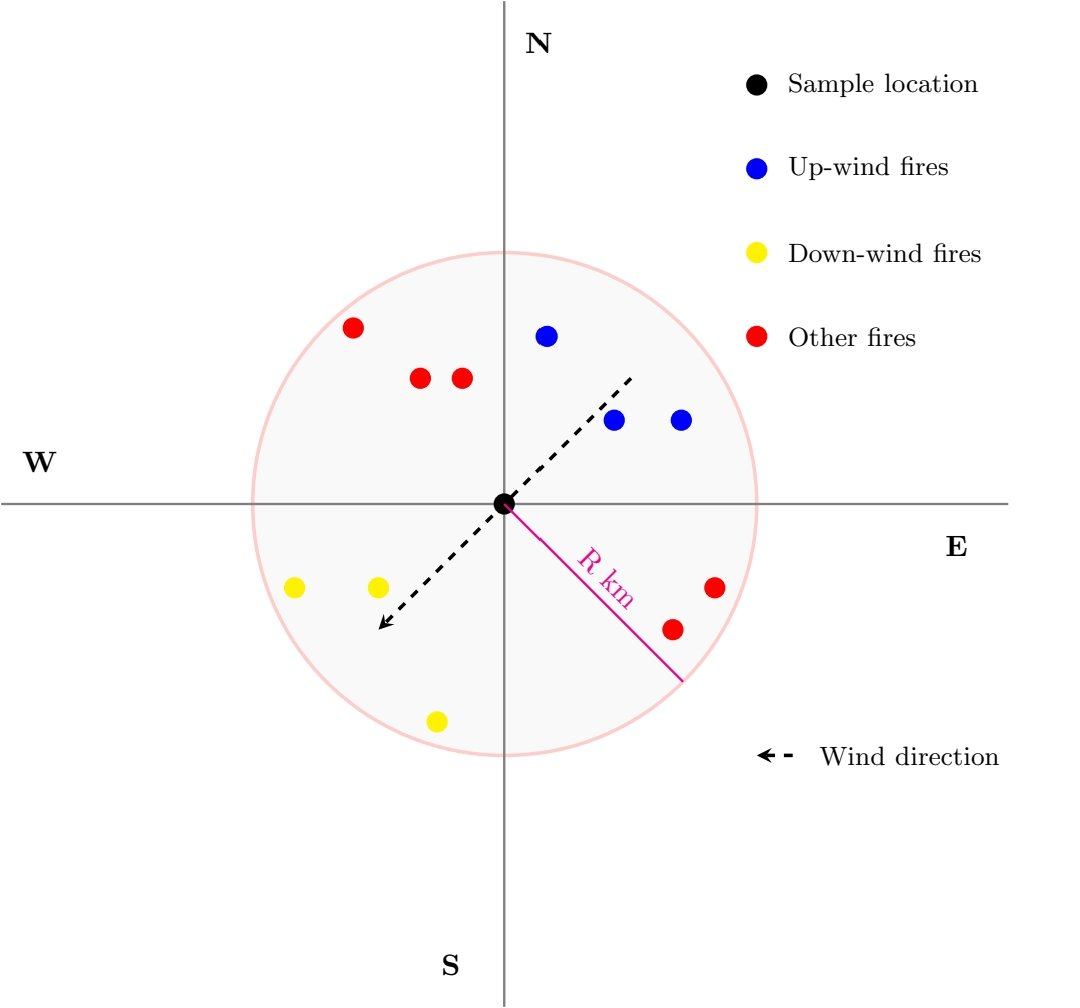 N
Sample location
Up-wind fires
Down-wind fires
Other fires
W
E
R km
Wind direction
S